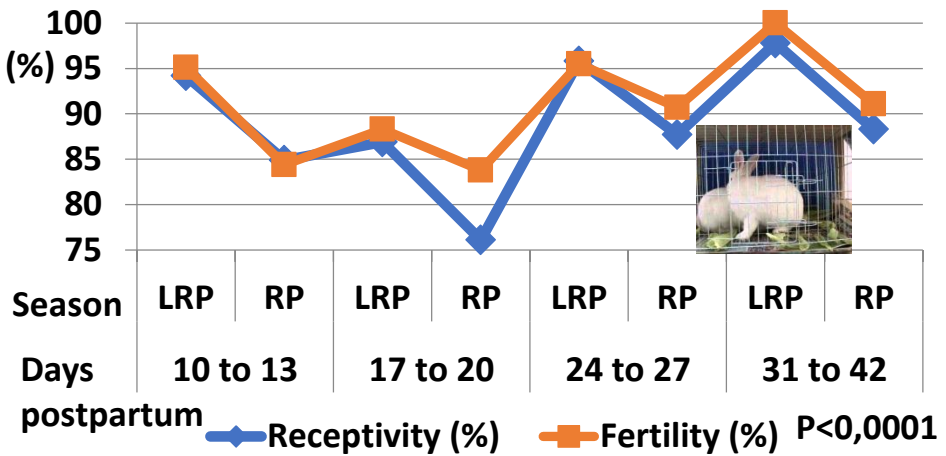 100
(%) 95
90
85
80
75
Season LRP RP LRP RP LRP RP LRP RP
Days 10 to 13 17 to 20 24 to 27 31 to 42
postpartum
Receptivity (%) Fertility (%) P<0,0001